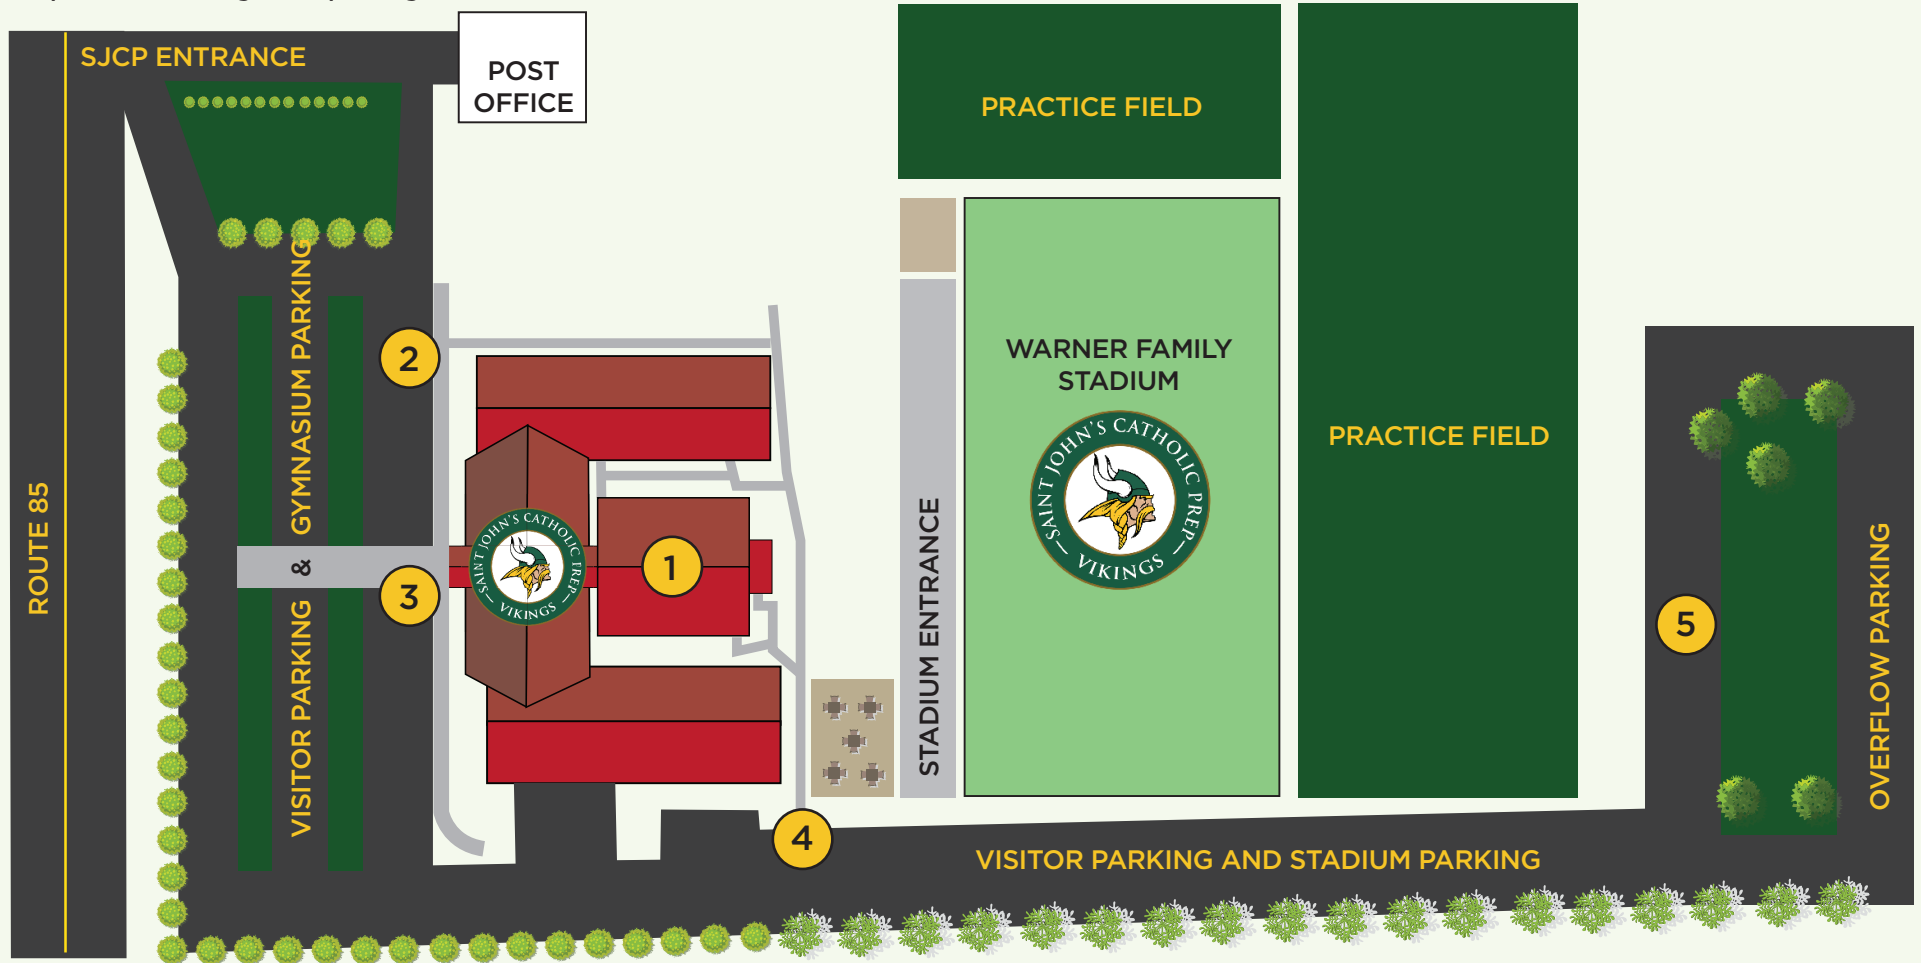 SJCP ENTRANCE
POST
OFFICE
PRACTICE FIELD
ROUTE 85
VISITOR PARKING & GYMNASIUM PARKING
2
3
1
SAINT JOHN'S CATHOLIC PREP
VIKINGS
STADIUM ENTRANCE
WARNER FAMILY
STADIUM
SAINT JOHN'S CATHOLIC PREP
VIKINGS
PRACTICE FIELD
5
OVERFLOW PARKING
4
VISITOR PARKING AND STADIUM PARKING